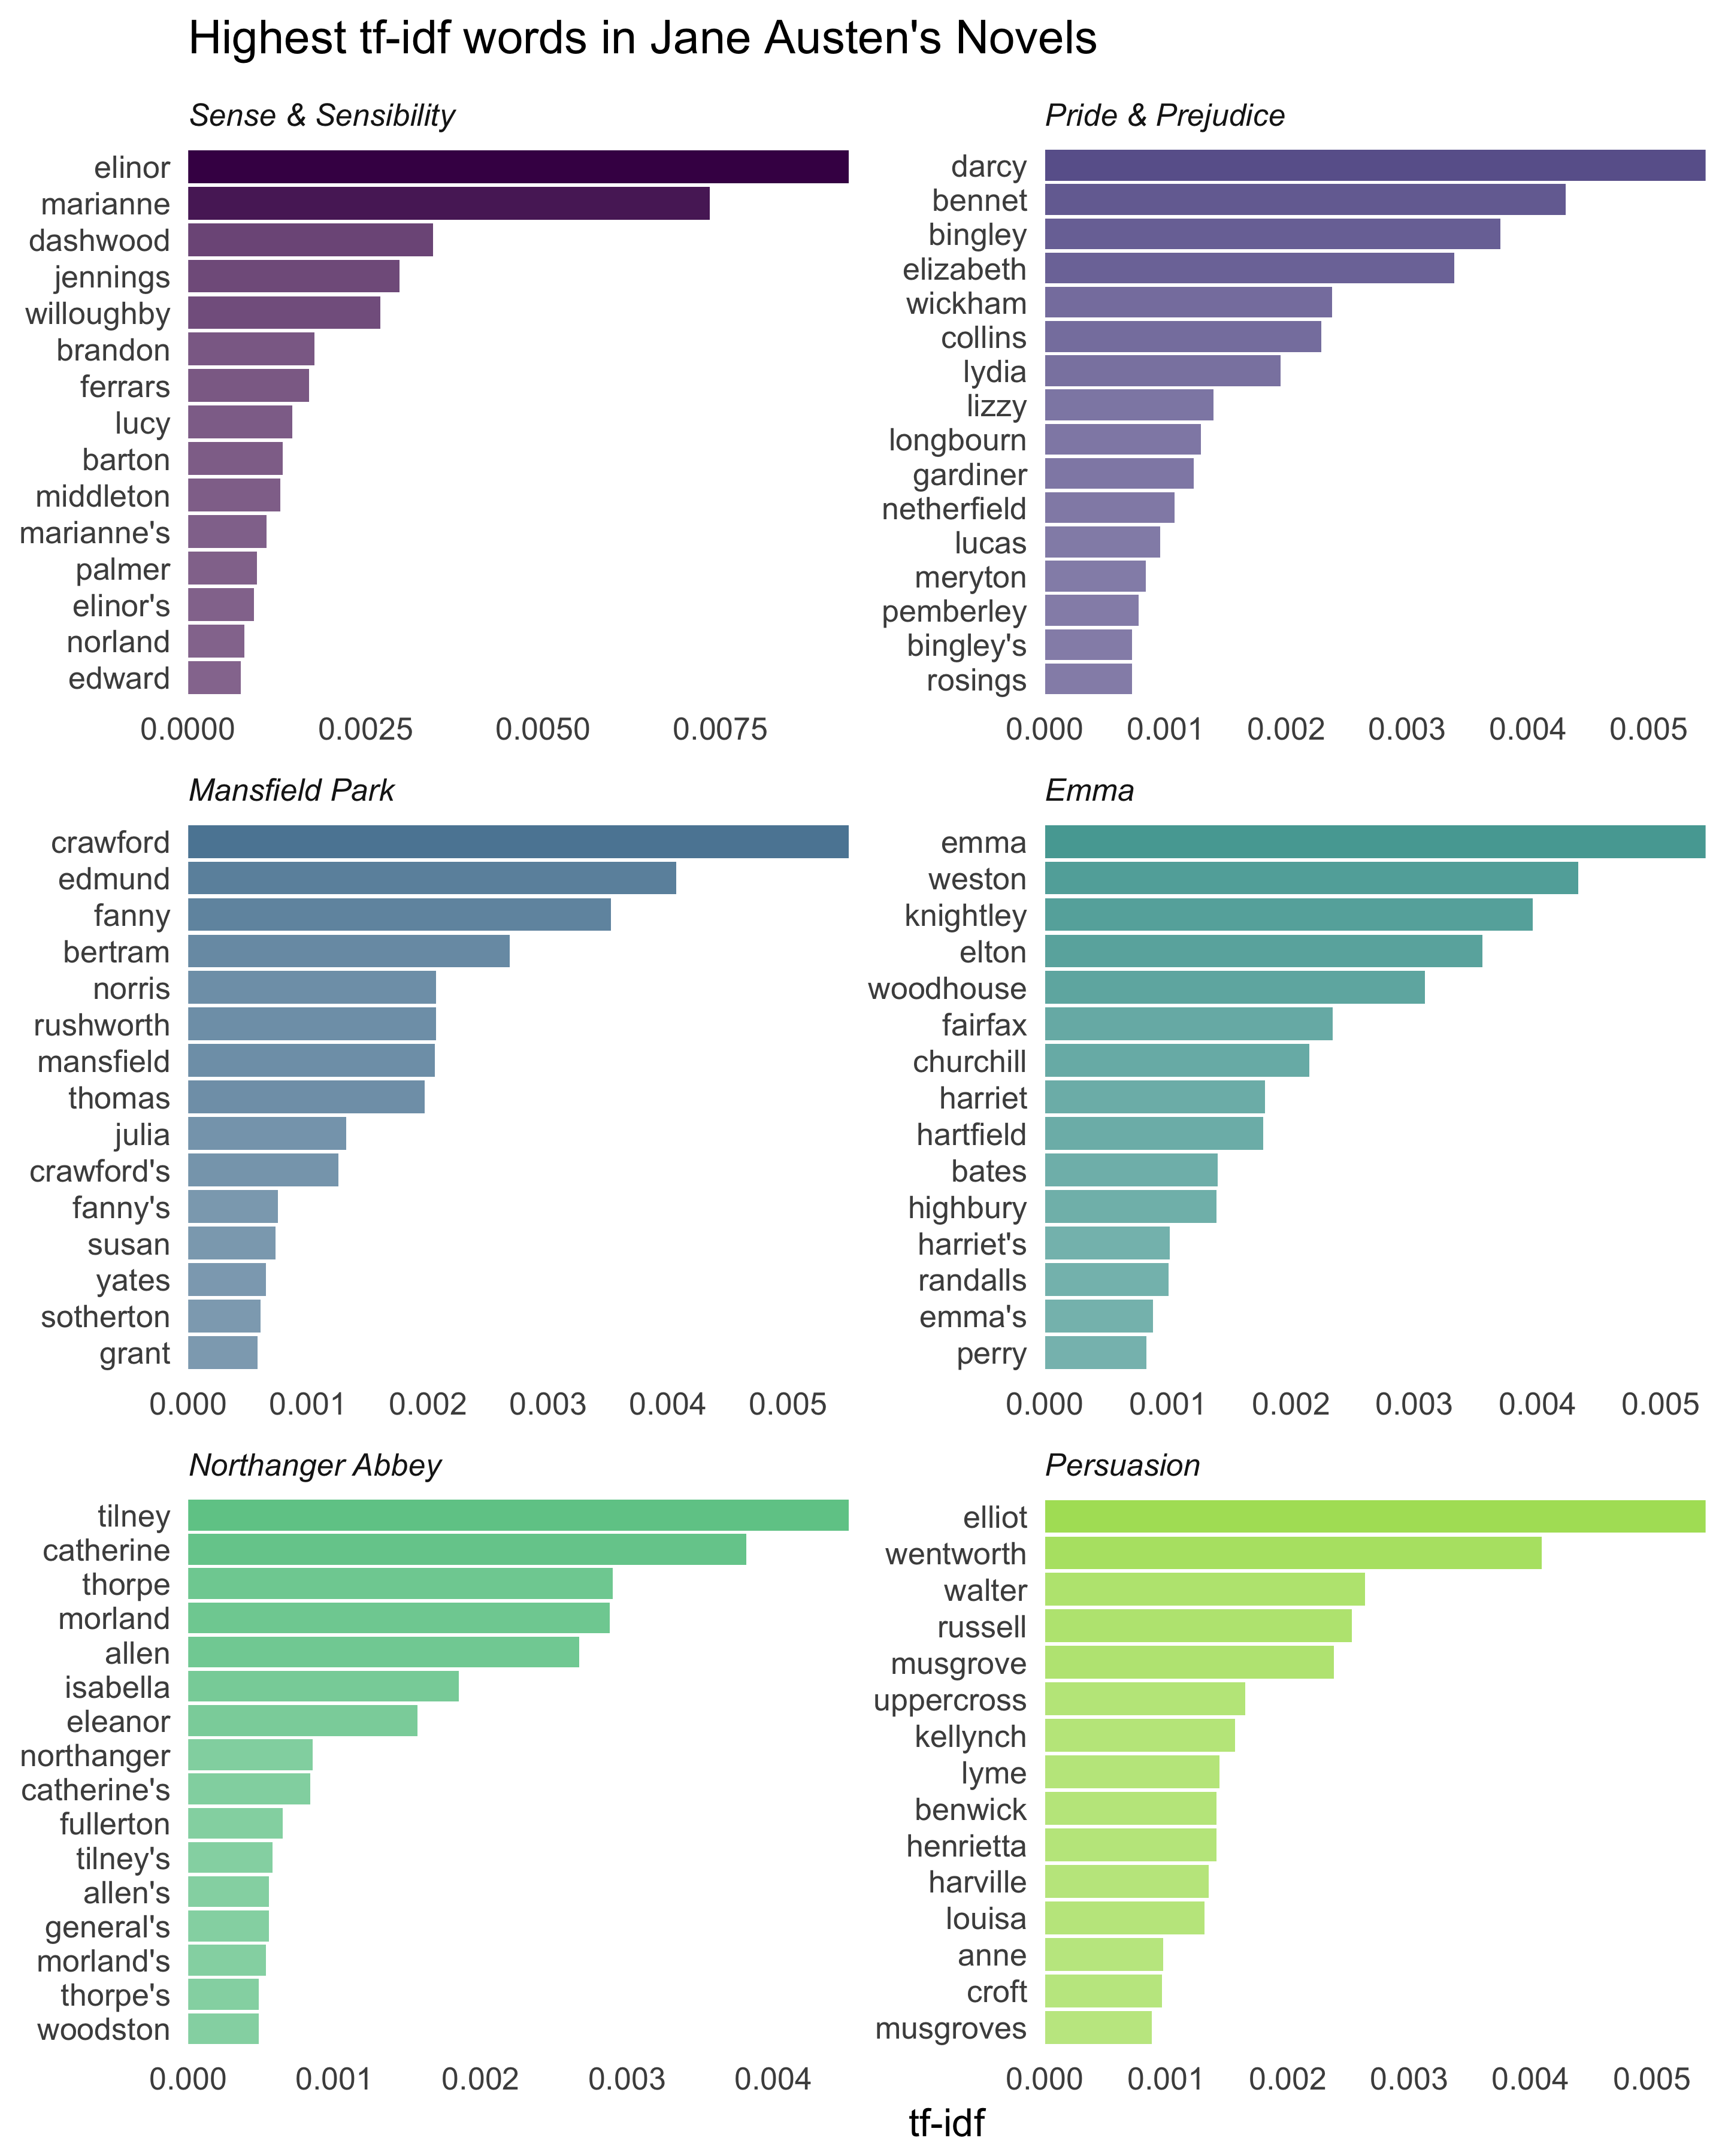 Highest tf-idf words in Jane Austen's Novels
Sense & Sensibility
elinor
marianne
dashwood
jennings
willoughby
brandon
ferrars
lucy
barton
middleton
marianne's
palmer
elinor's
norland
edward
0.0000 0.0025 0.0050 0.0075
Pride & Prejudice
darcy
bennet
bingley
elizabeth
wickham
collins
lydia
lizzy
longbourn
gardiner
netherfield
lucas
meryton
pemberley
bingley's
rosings
0.000 0.001 0.002 0.003 0.004 0.005
Mansfield Park
crawford
edmund
fanny
bertram
norris
rushworth
mansfield
thomas
julia
crawford's
fanny's
susan
yates
sotherton
grant
0.000 0.001 0.002 0.003 0.004 0.005
Emma
emma
weston
knightley
elton
woodhouse
fairfax
churchill
harriet
hartfield
bates
highbury
harriet's
randalls
emma's
perry
0.000 0.001 0.002 0.003 0.004 0.005
Northanger Abbey
tilney
catherine
thorpe
morland
allen
isabella
eleanor
northanger
catherine's
fullerton
tilney's
allen's
general's
morland's
thorpe's
woodston
0.000 0.001 0.002 0.003 0.004
Persuasion
elliot
wentworth
walter
russell
musgrove
uppercross
kellynch
lyme
benwick
henrietta
harville
louisa
anne
croft
musgroves
0.000 0.001 0.002 0.003 0.004 0.005
tf-idf